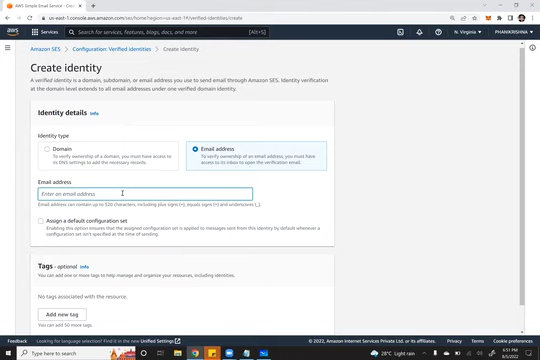 AWS Simple Email Service
us-east-1.console.aws.amazon.com/ses/home?region=us-east-1#/verified-identities/create
aws
Services
Search for services, features, blogs, docs, and more
[Alt+S]
N. Virginia
PHANIKRISHNA
Amazon SES
Configuration: Verified identities
Create identity
Create identity
A verified identity is a domain, subdomain, or email address you use to send email through Amazon SES. Identity verification
at the domain level extends to all email addresses under one verified domain identity.
Identity details Info
Identity type
Domain
To verify ownership of a domain, you must have access to its DNS settings to add the necessary records.
Email address
To verify ownership of an email address, you must have access to its inbox to open the verification email.
Email address
Enter an email address
Email address can contain up to 320 characters, including plus signs (+), equals signs (=) and underscores (_).
Assign a default configuration set
Enabling this option ensures that the assigned configuration set is applied to messages sent from this identity by default whenever a
configuration set isn't specified at the time of sending.
Tags - optional Info
You can add one or more tags to help manage and organize your resources, including identities.
No tags associated with the resource.
Add new tag
You can add 50 more tags.
Feedback
Looking for language selection? Find it in the new Unified Settings
© 2022, Amazon Internet Services Private Ltd. or its affiliates.
Privacy
Terms
Cookie preferences
Type here to search
28°C Light rain
6:51 PM
8/5/2022